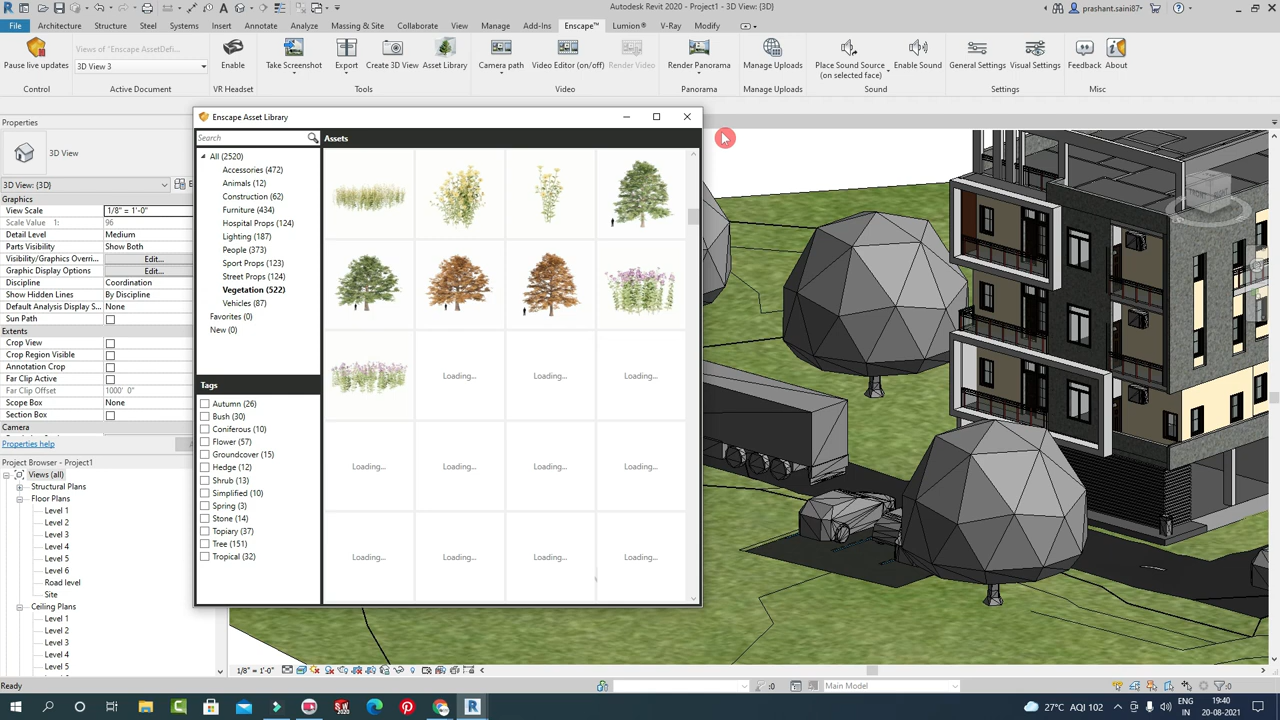 Autodesk Revit 2020 - Project1 - 3D View: {3D}
prashant.saini87
File Architecture Structure Steel Systems Insert Annotate Analyze Massing & Site Collaborate View Manage Add-Ins Enscape™ Lumion® V-Ray Modify
Views of "Enscape AssetDefi...
3D View 3
Pause live updates Enable Take Screenshot Export Create 3D View Asset Library Camera path Video Editor (on/off) Render Video Render Panorama Manage Uploads Place Sound Source (on selected face) Enable Sound General Settings Visual Settings Feedback About
Control Active Document VR Headset Tools Video Panorama Manage Uploads Sound Settings Misc
Properties
3D View
3D View: {3D}
Graphics
View Scale 1/8" = 1'-0"
Scale Value 1: 96
Detail Level Medium
Parts Visibility Show Both
Visibility/Graphics Overri... Edit...
Graphic Display Options Edit...
Discipline Coordination
Show Hidden Lines By Discipline
Default Analysis Display S... None
Sun Path
Extents
Crop View
Crop Region Visible
Annotation Crop
Far Clip Active
Far Clip Offset 1000' 0"
Scope Box None
Section Box
Camera
Properties help
Project Browser - Project1
Views (all)
Structural Plans
Floor Plans
Level 1
Level 2
Level 3
Level 4
Level 5
Level 6
Road level
Site
Ceiling Plans
Level 1
Level 2
Level 3
Level 4
Level 5
Enscape Asset Library
Search
Assets
All (2520)
Accessories (472)
Animals (12)
Construction (62)
Furniture (434)
Hospital Props (124)
Lighting (187)
People (373)
Sport Props (123)
Street Props (124)
Vegetation (522)
Vehicles (87)
Favorites (0)
New (0)
Tags
Autumn (26)
Bush (30)
Coniferous (10)
Flower (57)
Groundcover (15)
Hedge (12)
Shrub (13)
Simplified (10)
Spring (3)
Stone (14)
Topiary (37)
Tree (151)
Tropical (32)
Loading... Loading... Loading...
Loading... Loading... Loading... Loading...
Loading... Loading... Loading... Loading...
1/8" = 1'-0"
Ready
:0
Main Model
:0
27°C AQI 102
ENG
IN
19:40
20-08-2021